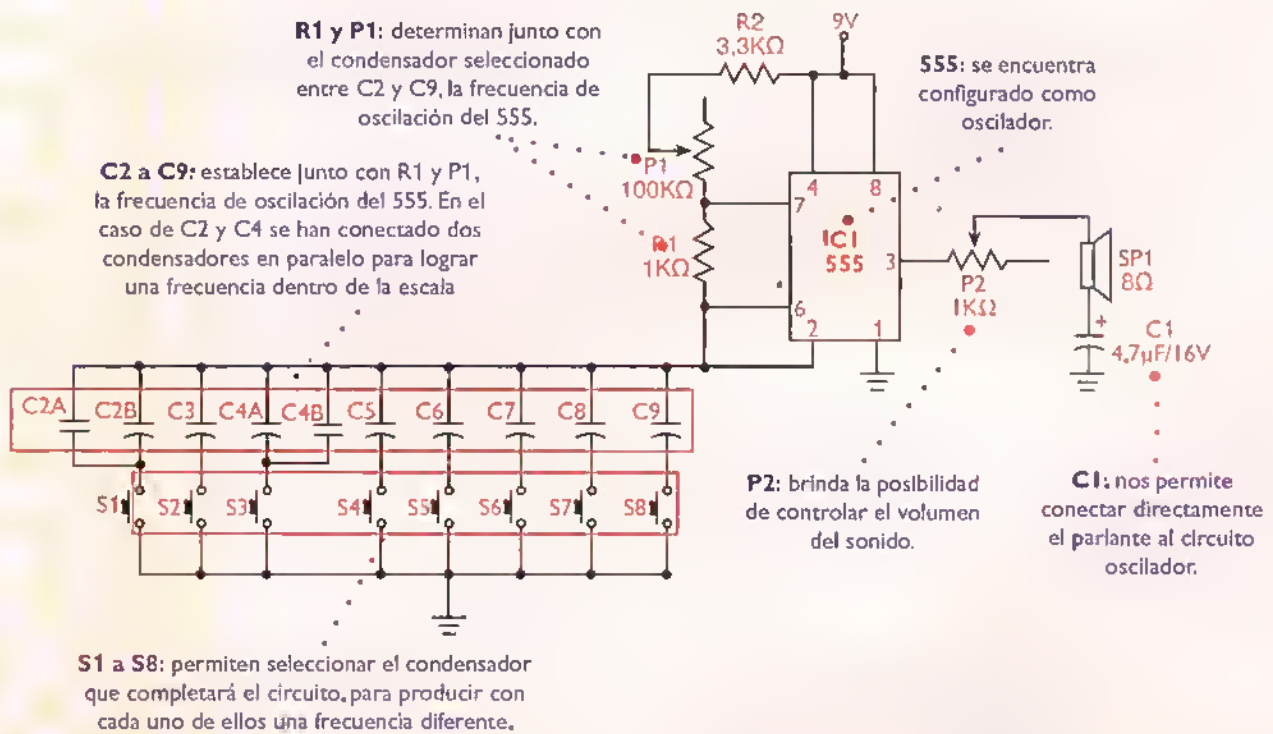 R1 y P1: determinan junto con
el condensador seleccionado
entre C2 y C9, la frecuencia de
oscilación del 555.
C2 a C9: establece junto con R1 y P1,
la frecuencia de oscilación del 555. En el
caso de C2 y C4 se han conectado dos
condensadores en paralelo para lograr
una frecuencia dentro de la escala
R2
3,3KΩ
9V
555: se encuentra
configurado como
oscilador.
P1
100KΩ
R1
1KΩ
4
8
7
IC1
555
3
6
2
1
P2
1KΩ
SP1
8Ω
+
C1
4,7µF/16V
C2A
C2B
C3
C4A
C4B
C5
C6
C7
C8
C9
S1
S2
S3
S4
S5
S6
S7
S8
P2: brinda la posibilidad
de controlar el volumen
del sonido.
C1: nos permite
conectar directamente
el parlante al circuito
oscilador.
S1 a S8: permiten seleccionar el condensador
que completará el circuito, para producir con
cada uno de ellos una frecuencia diferente.